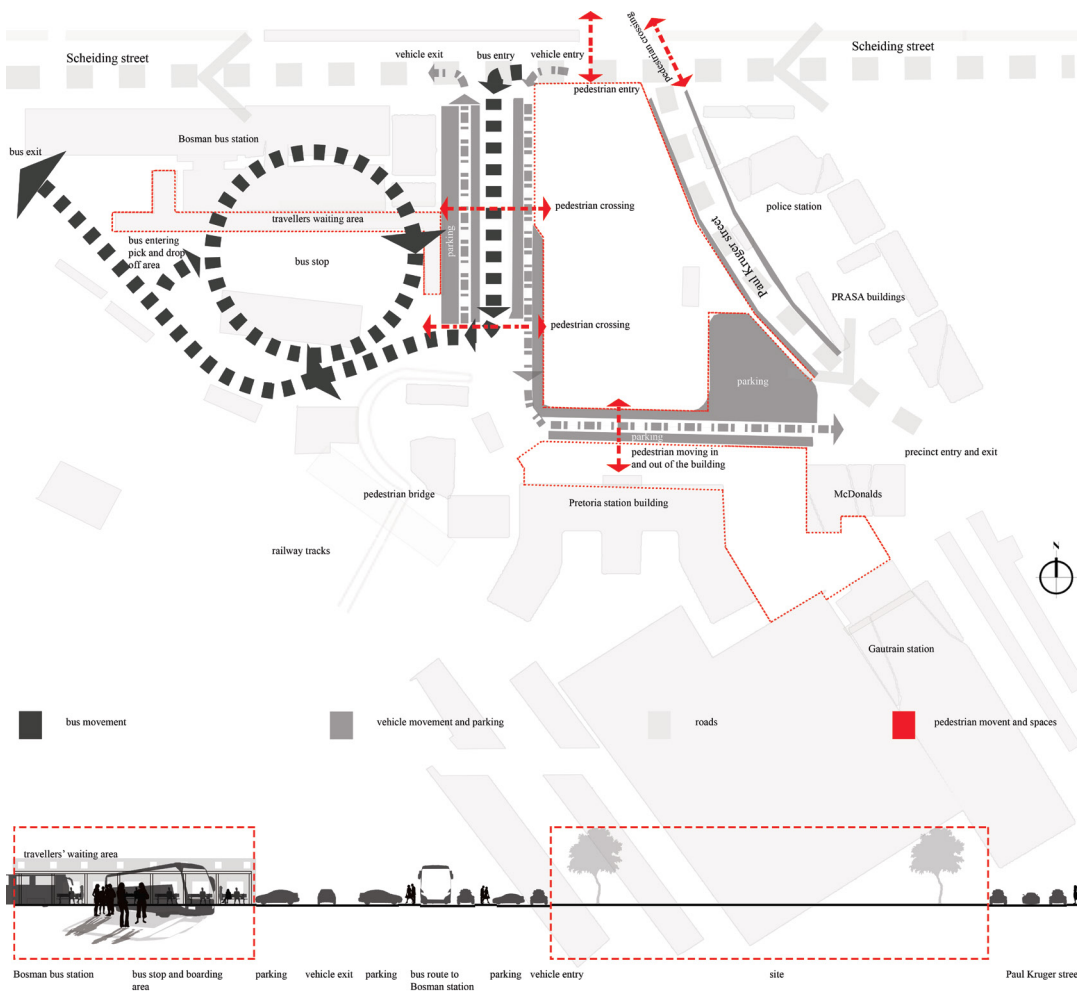 pedestrian crossing
Scheiding street
vehicle exit
bus entry
vehicle entry
Scheiding street
pedestrian crossing
pedestrian entry
Bosman bus station
bus exit
travellers waiting area
pedestrian crossing
police station
parking
Paul Kruger street
bus entering
pick and drop
off area
bus stop
PRASA buildings
pedestrian crossing
parking
parking
pedestrian moving in
and out of the building
precinct entry and exit
pedestrian bridge
Pretoria station building
McDonalds
railway tracks
N
Gautrain station
bus movement
vehicle movement and parking
roads
pedestrian movent and spaces
travellers' waiting area
Bosman bus station
bus stop and boarding
area
parking
vehicle exit
parking
bus route to
Bosman station
parking
vehicle entry
site
Paul Kruger stree